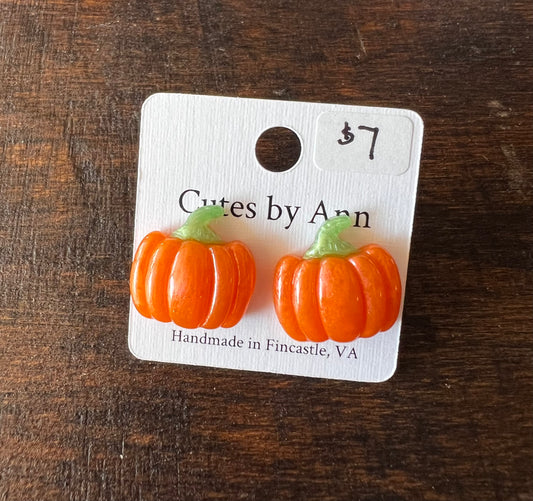 $7
Cutes by Ann
Handmade in Fincastle, VA